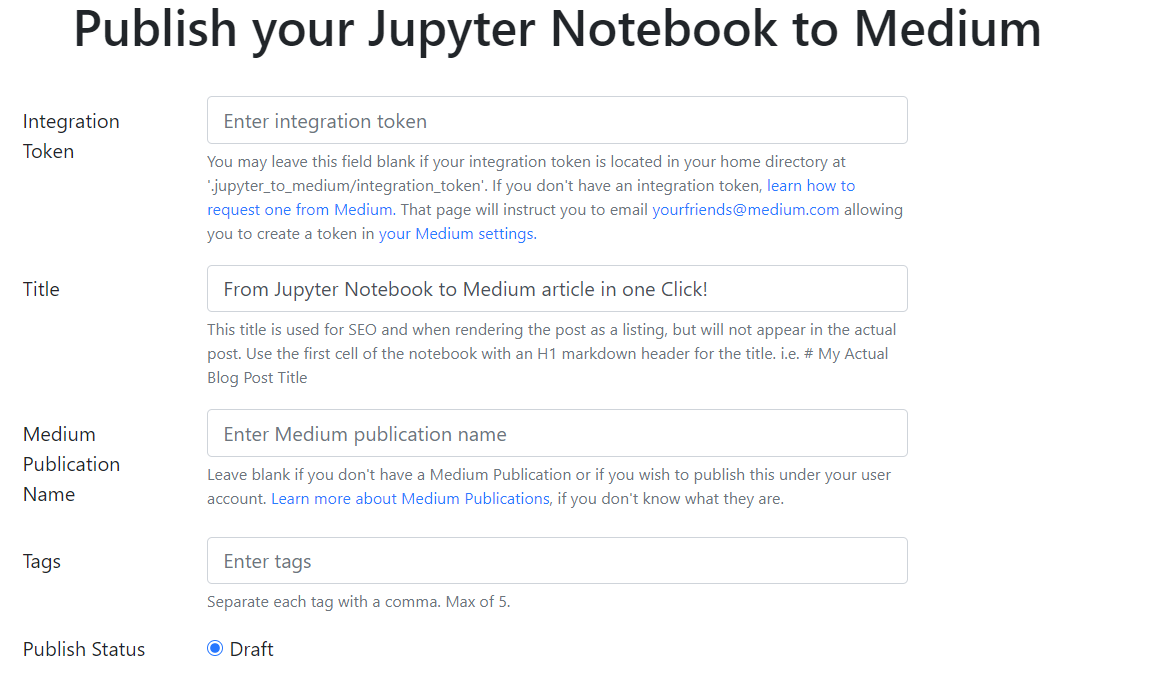 Publish your Jupyter Notebook to Medium
Integration
Token
Enter integration token
You may leave this field blank if your integration token is located in your home directory at
'.jupyter_to_medium/integration_token'. If you don't have an integration token, learn how to
request one from Medium. That page will instruct you to email yourfriends@medium.com allowing
you to create a token in your Medium settings.
Title
From Jupyter Notebook to Medium article in one Click!
This title is used for SEO and when rendering the post as a listing, but will not appear in the actual
post. Use the first cell of the notebook with an H1 markdown header for the title. i.e. # My Actual
Blog Post Title
Medium
Publication
Name
Enter Medium publication name
Leave blank if you don't have a Medium Publication or if you wish to publish this under your user
account. Learn more about Medium Publications, if you don't know what they are.
Tags
Enter tags
Separate each tag with a comma. Max of 5.
Publish Status
Draft